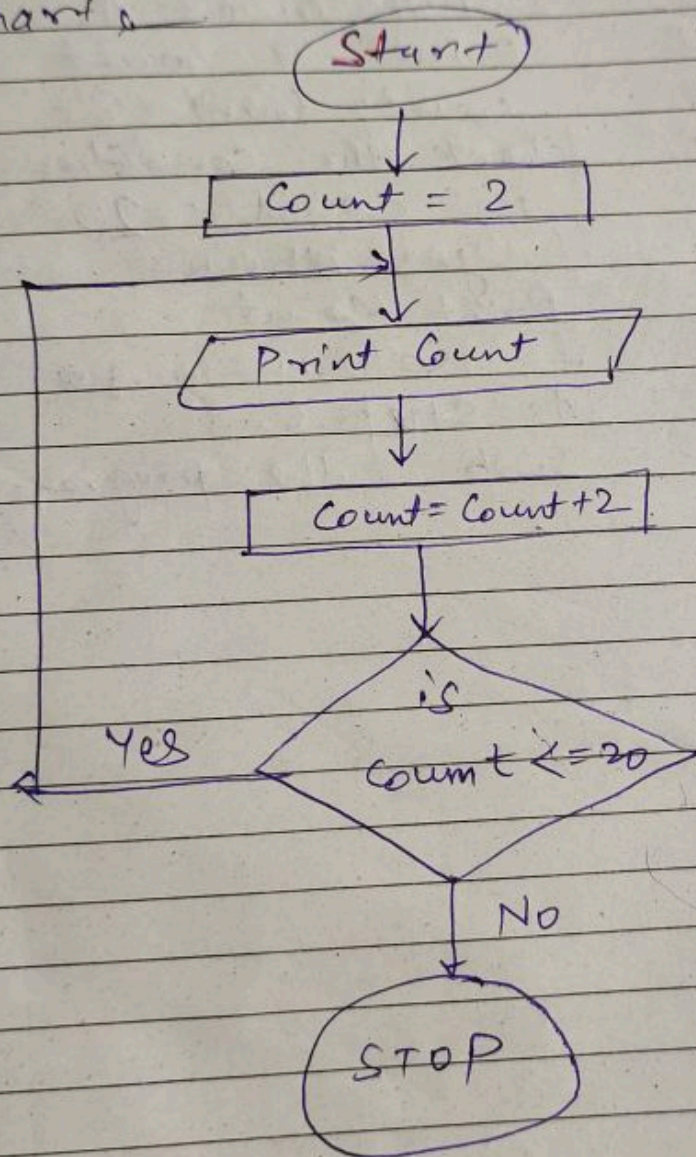 Start
Count = 2
Print Count
Count = Count + 2
is
Count <= 20
Yes
No
STOP